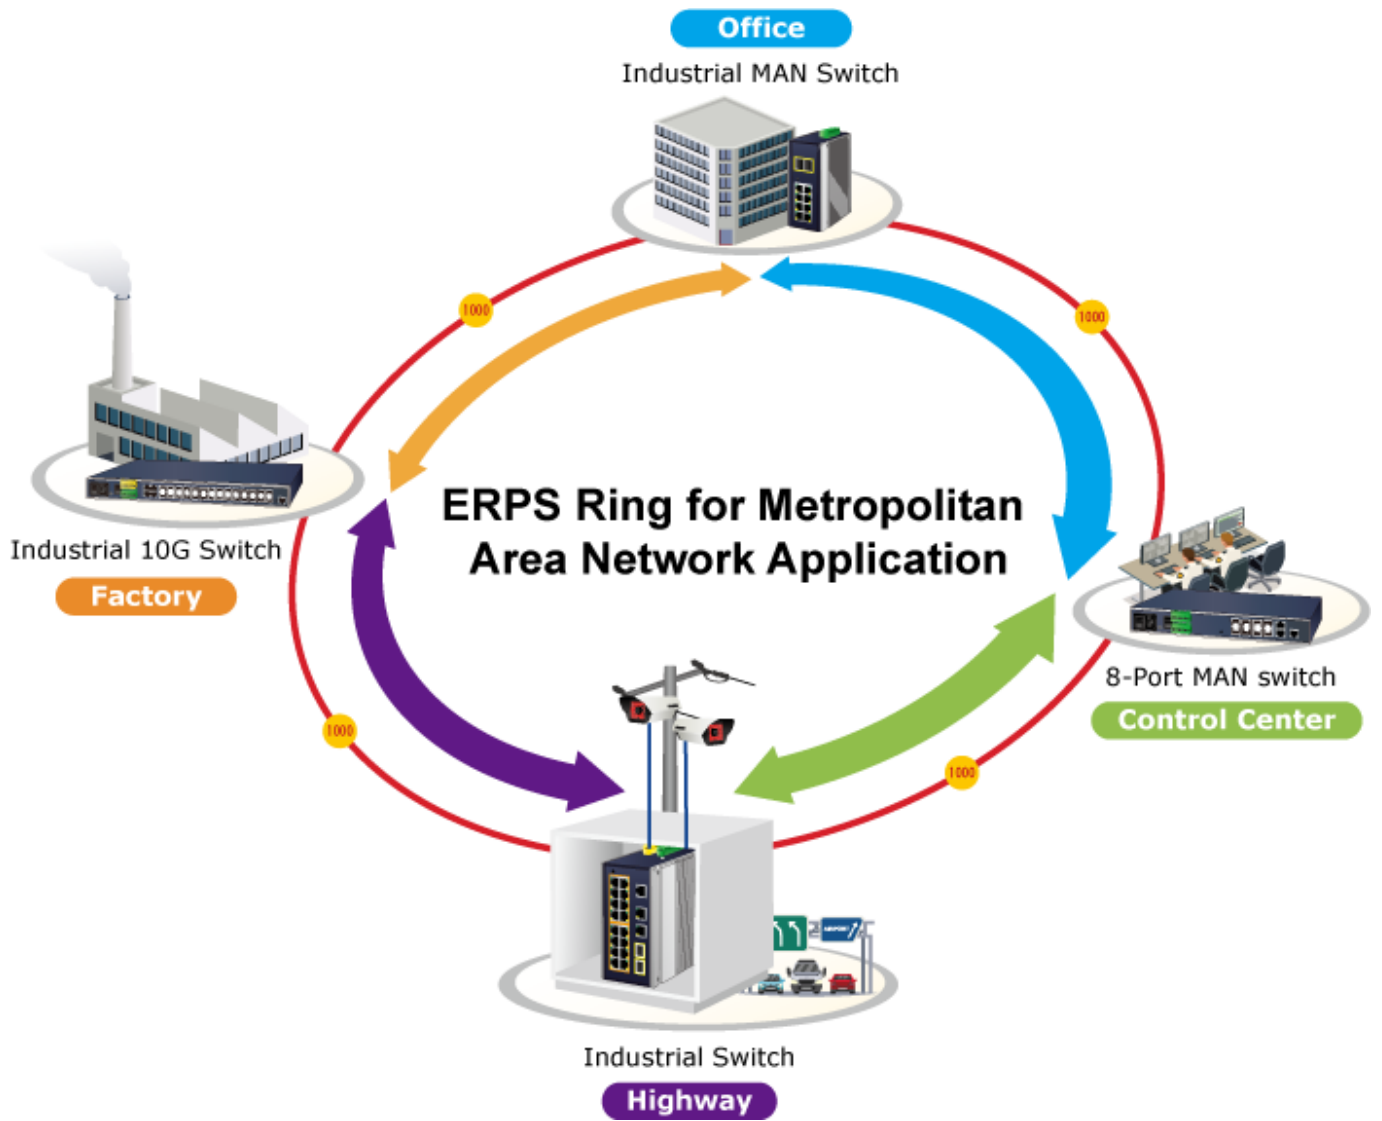 Office
Industrial MAN Switch
1000
1000
Industrial 10G Switch
Factory
ERPS Ring for Metropolitan
Area Network Application
8-Port MAN switch
Control Center
1000
1000
AIRPORT
Industrial Switch
Highway